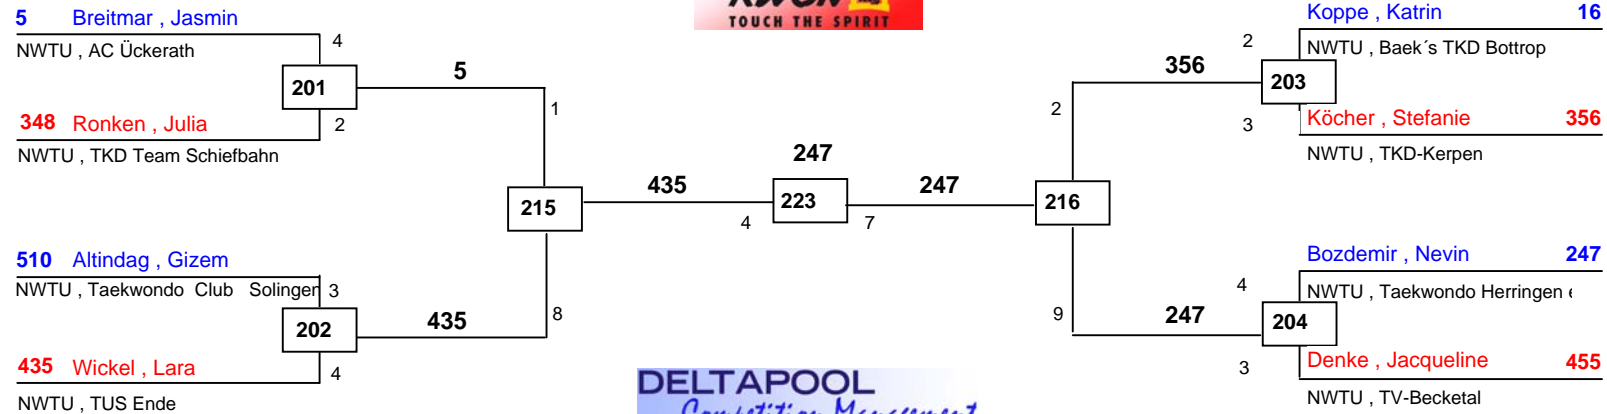 KWON
TOUCH THE SPIRIT
5 Breitmar , Jasmin
4
NWTU , AC Ückerath
201
5
348 Ronken , Julia
2
NWTU , TKD Team Schiefbahn
1
215
435
510 Altindag , Gizem
NWTU , Taekwondo Club Solingen
3
202
435
8
435 Wickel , Lara
4
NWTU , TUS Ende
247
223
4
7
247
Koppe , Katrin 16
2
NWTU , Baek´s TKD Bottrop
356
203
2
Köcher , Stefanie 356
3
NWTU , TKD-Kerpen
216
Bozdemir , Nevin 247
4
NWTU , Taekwondo Herringen
9
247
204
Denke , Jacqueline 455
3
NWTU , TV-Becketal
DELTAPOOL
Competition Management